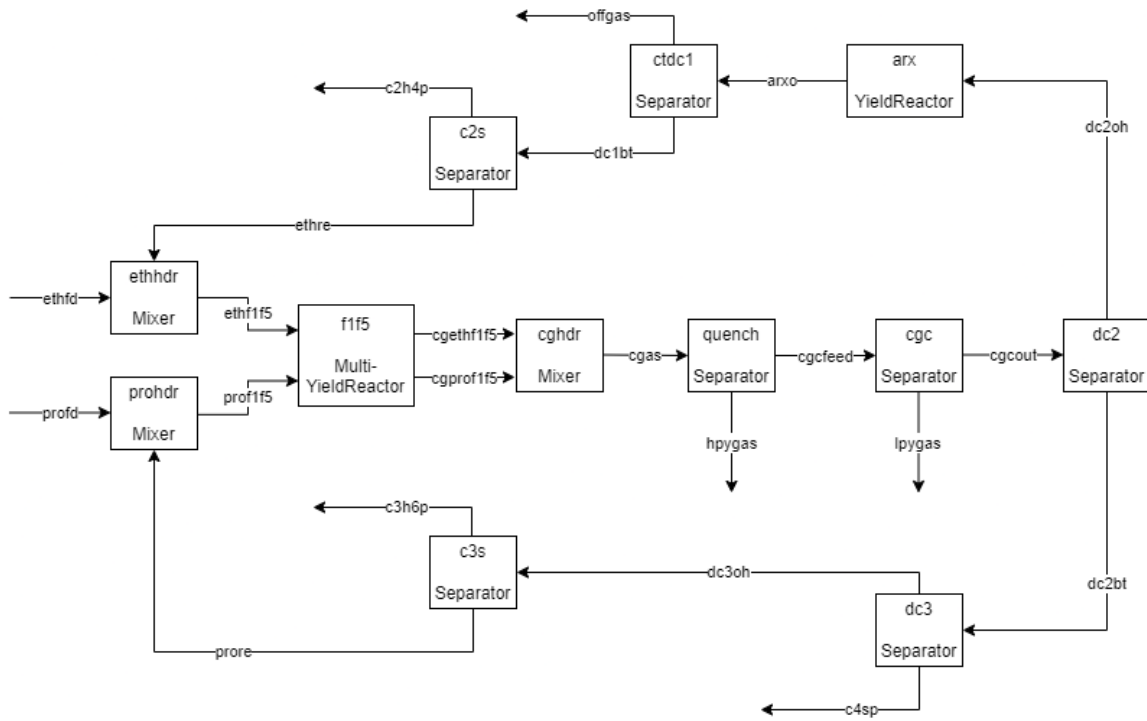 offgas
ctdc1
Separator
arxo
arx
YieldReactor
c2h4p
c2s
Separator
dc1bt
dc2oh
ethre
ethfd
ethhdr
Mixer
ethf1f5
f1f5
Multi-
YieldReactor
cgethf1f5
cgprof1f5
cghdr
Mixer
cgas
quench
Separator
cgcfeed
cgc
Separator
cgcout
dc2
Separator
profd
prohdr
Mixer
prof1f5
hpygas
lpygas
c3h6p
c3s
Separator
dc3oh
dc2bt
dc3
Separator
prore
c4sp